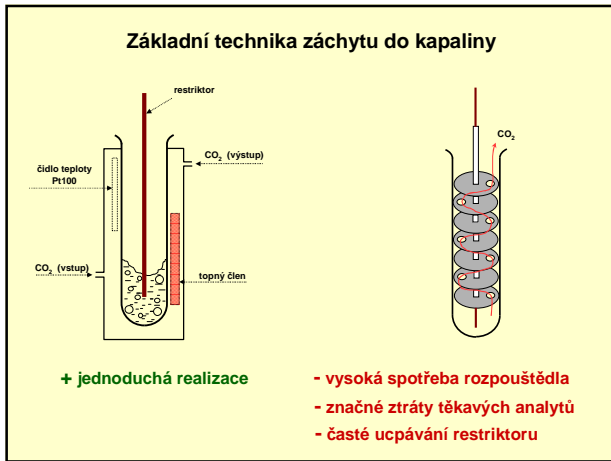 Základní technika záchytu do kapaliny
restriktor
CO2
CO2 (výstup)
čidlo teploty
Pt100
CO2 (vstup)
topný člen
+ jednoduchá realizace
- vysoká spotřeba rozpouštědla
- značné ztráty těkavých analytů
- časté ucpávání restriktoru